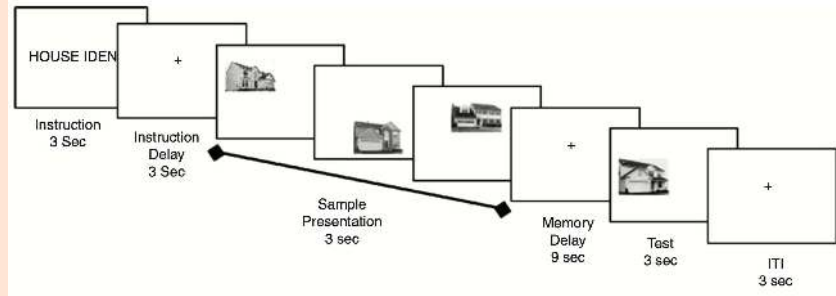 HOUSE IDEN
Instruction
3 Sec
Instruction
Delay
3 Sec
Sample
Presentation
3 sec
Memory
Delay
9 sec
Test
3 sec
ITI
3 sec